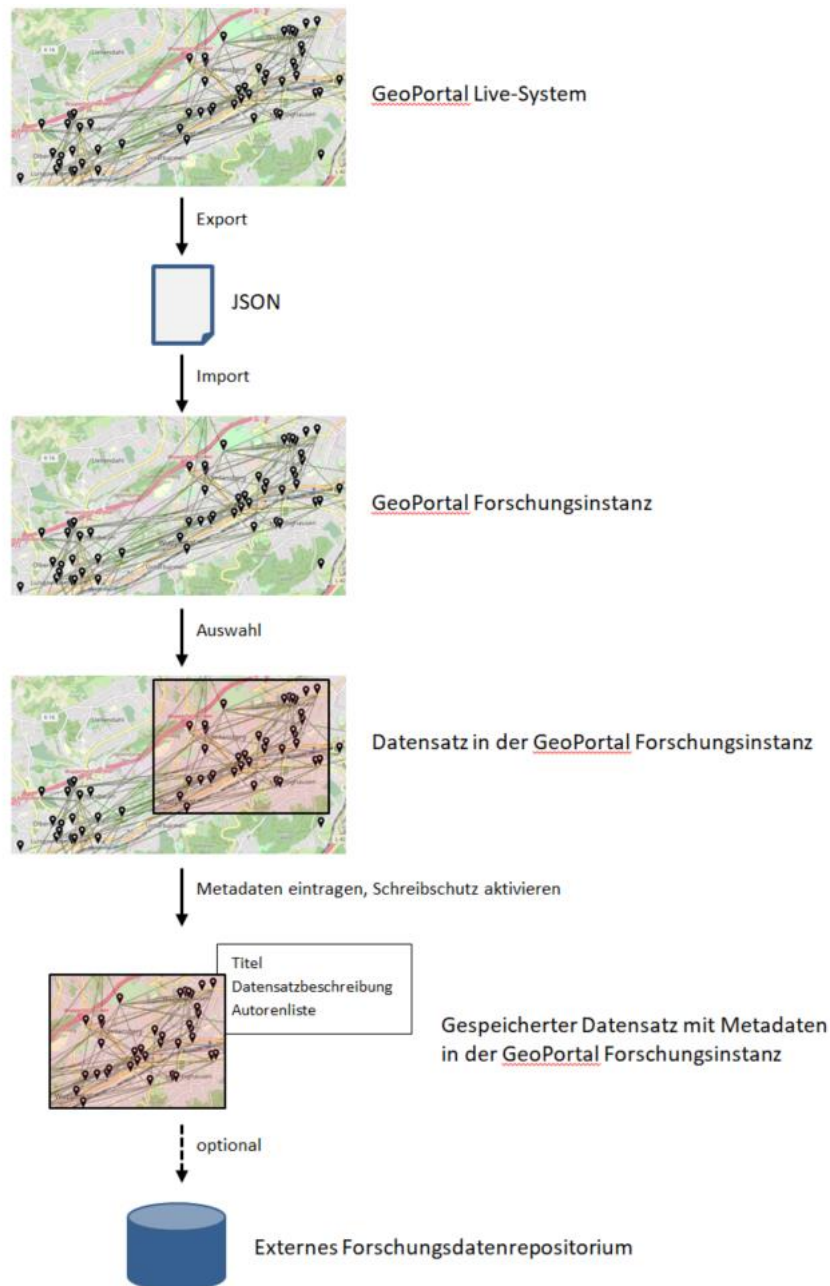 GeoPortal Live-System
Export
JSON
Import
GeoPortal Forschungsinstanz
Auswahl
Datensatz in der GeoPortal Forschungsinstanz
Metadaten eintragen, Schreibschutz aktivieren
Titel
Datensatzbeschreibung
Autorenliste
Gespeicherter Datensatz mit Metadaten
in der GeoPortal Forschungsinstanz
optional
Externes Forschungsdatenrepositorium